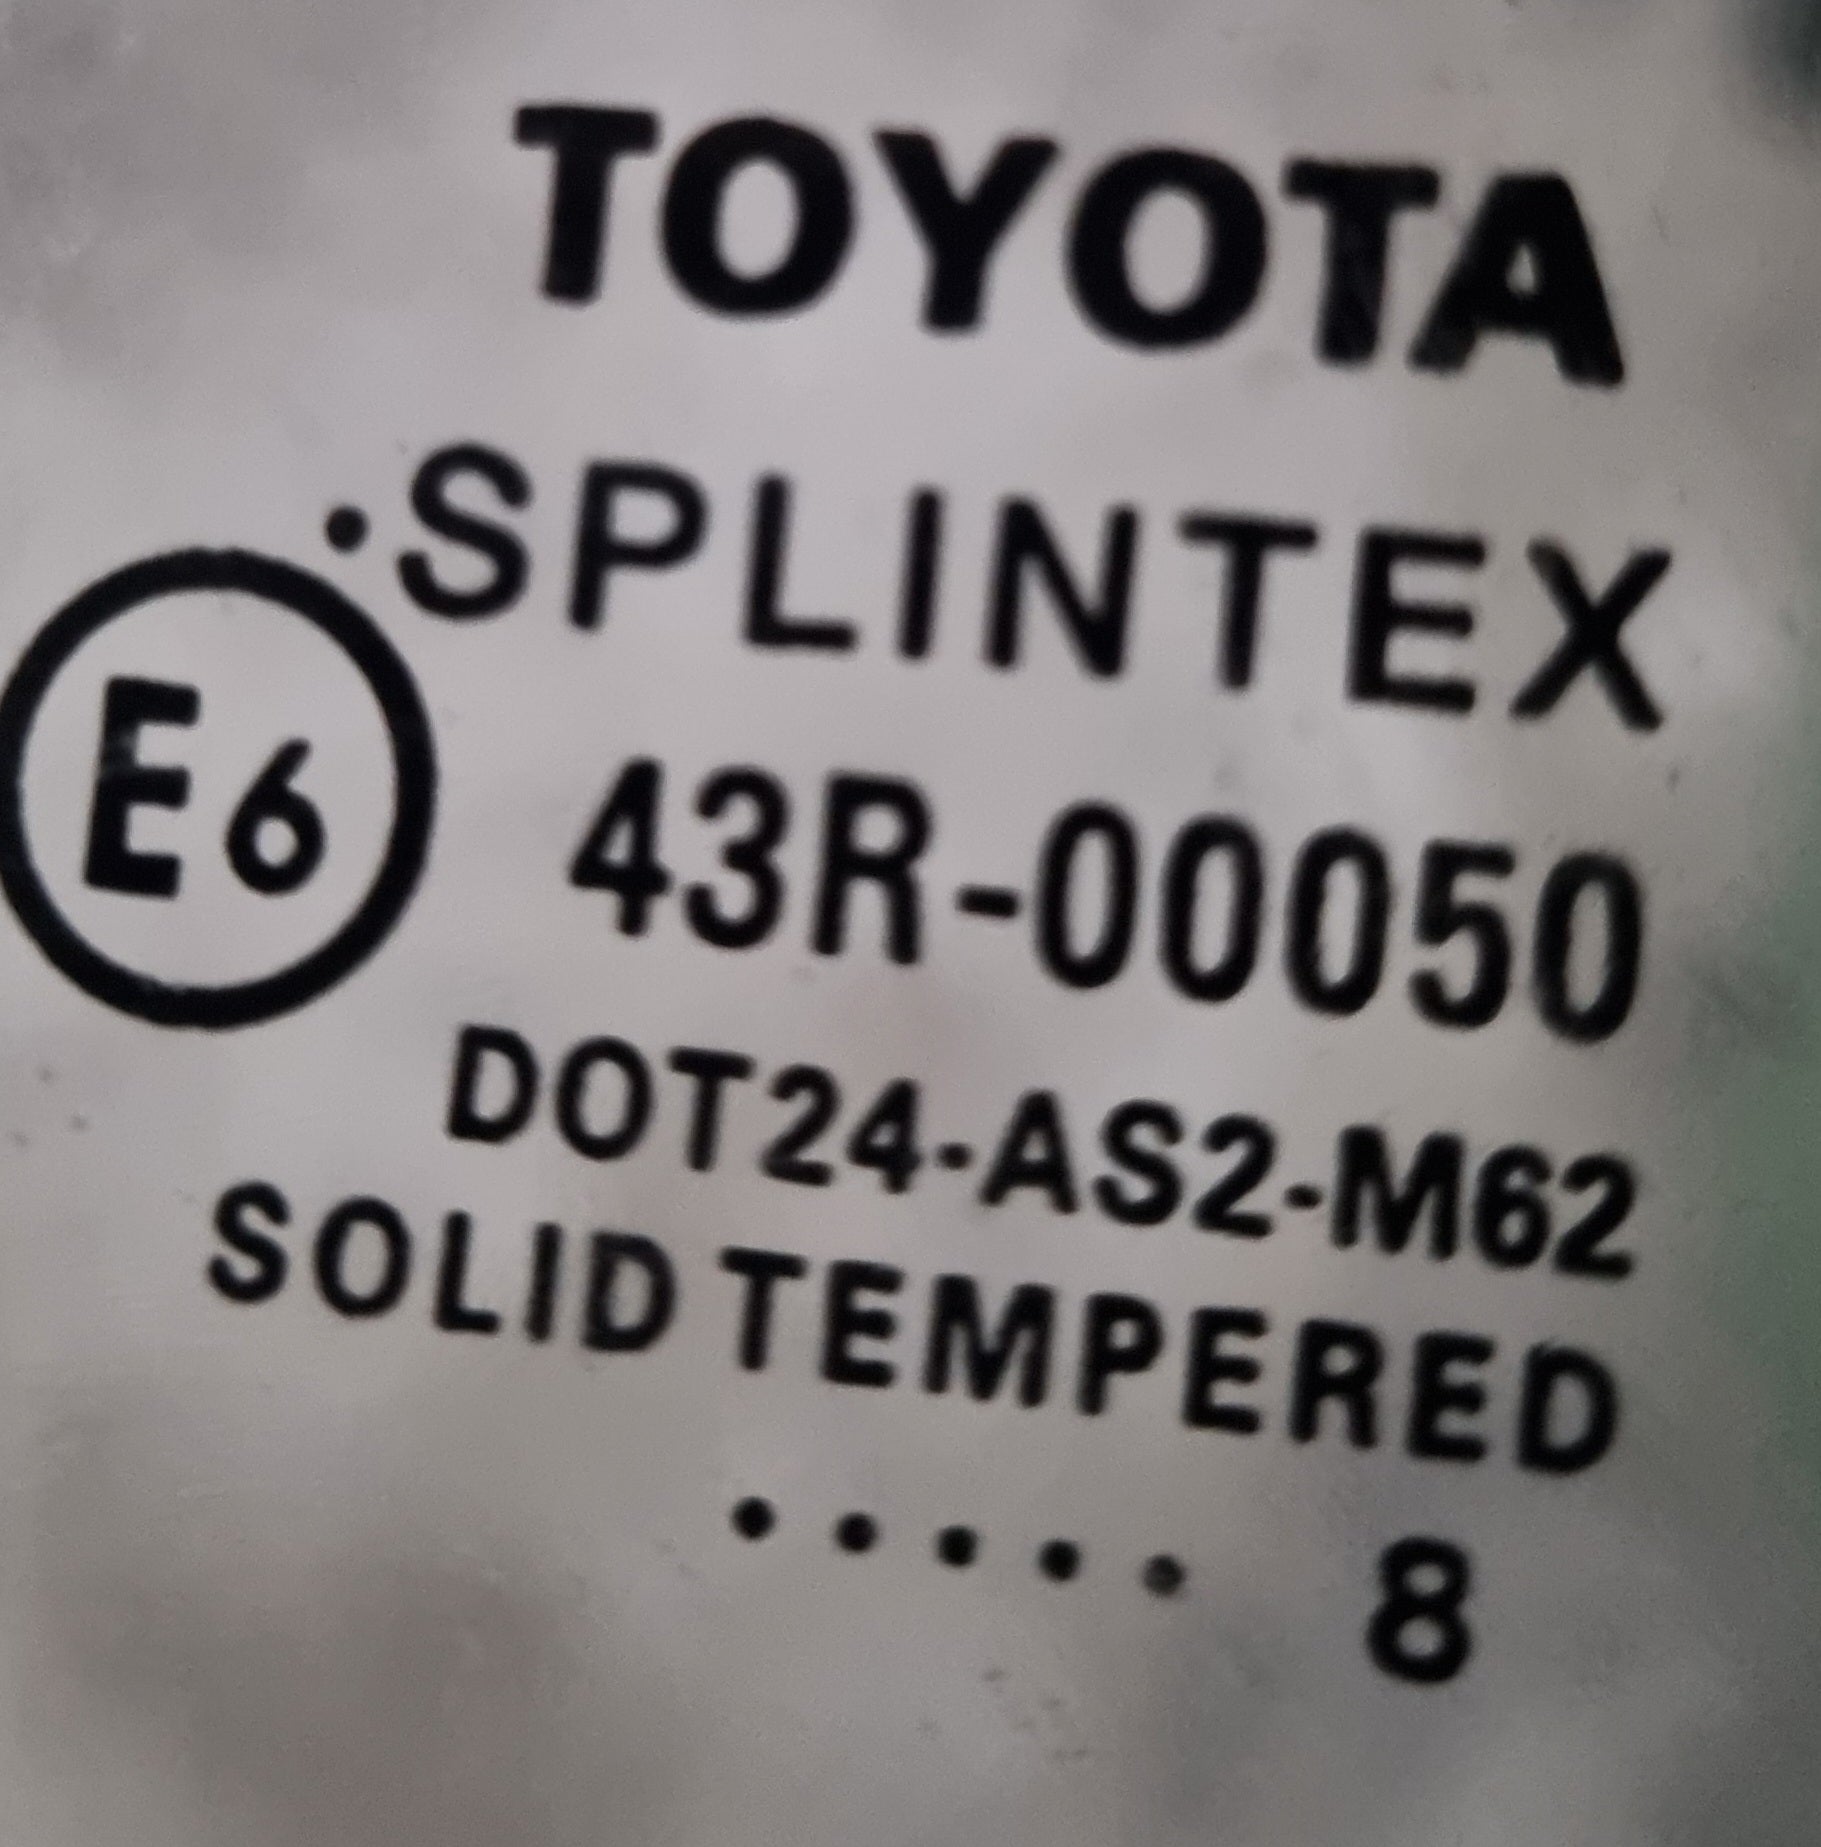 TOYOTA
·SPLINTEX
E6 43R-00050
DOT24-AS2-M62
SOLID TEMPERED
..... 8